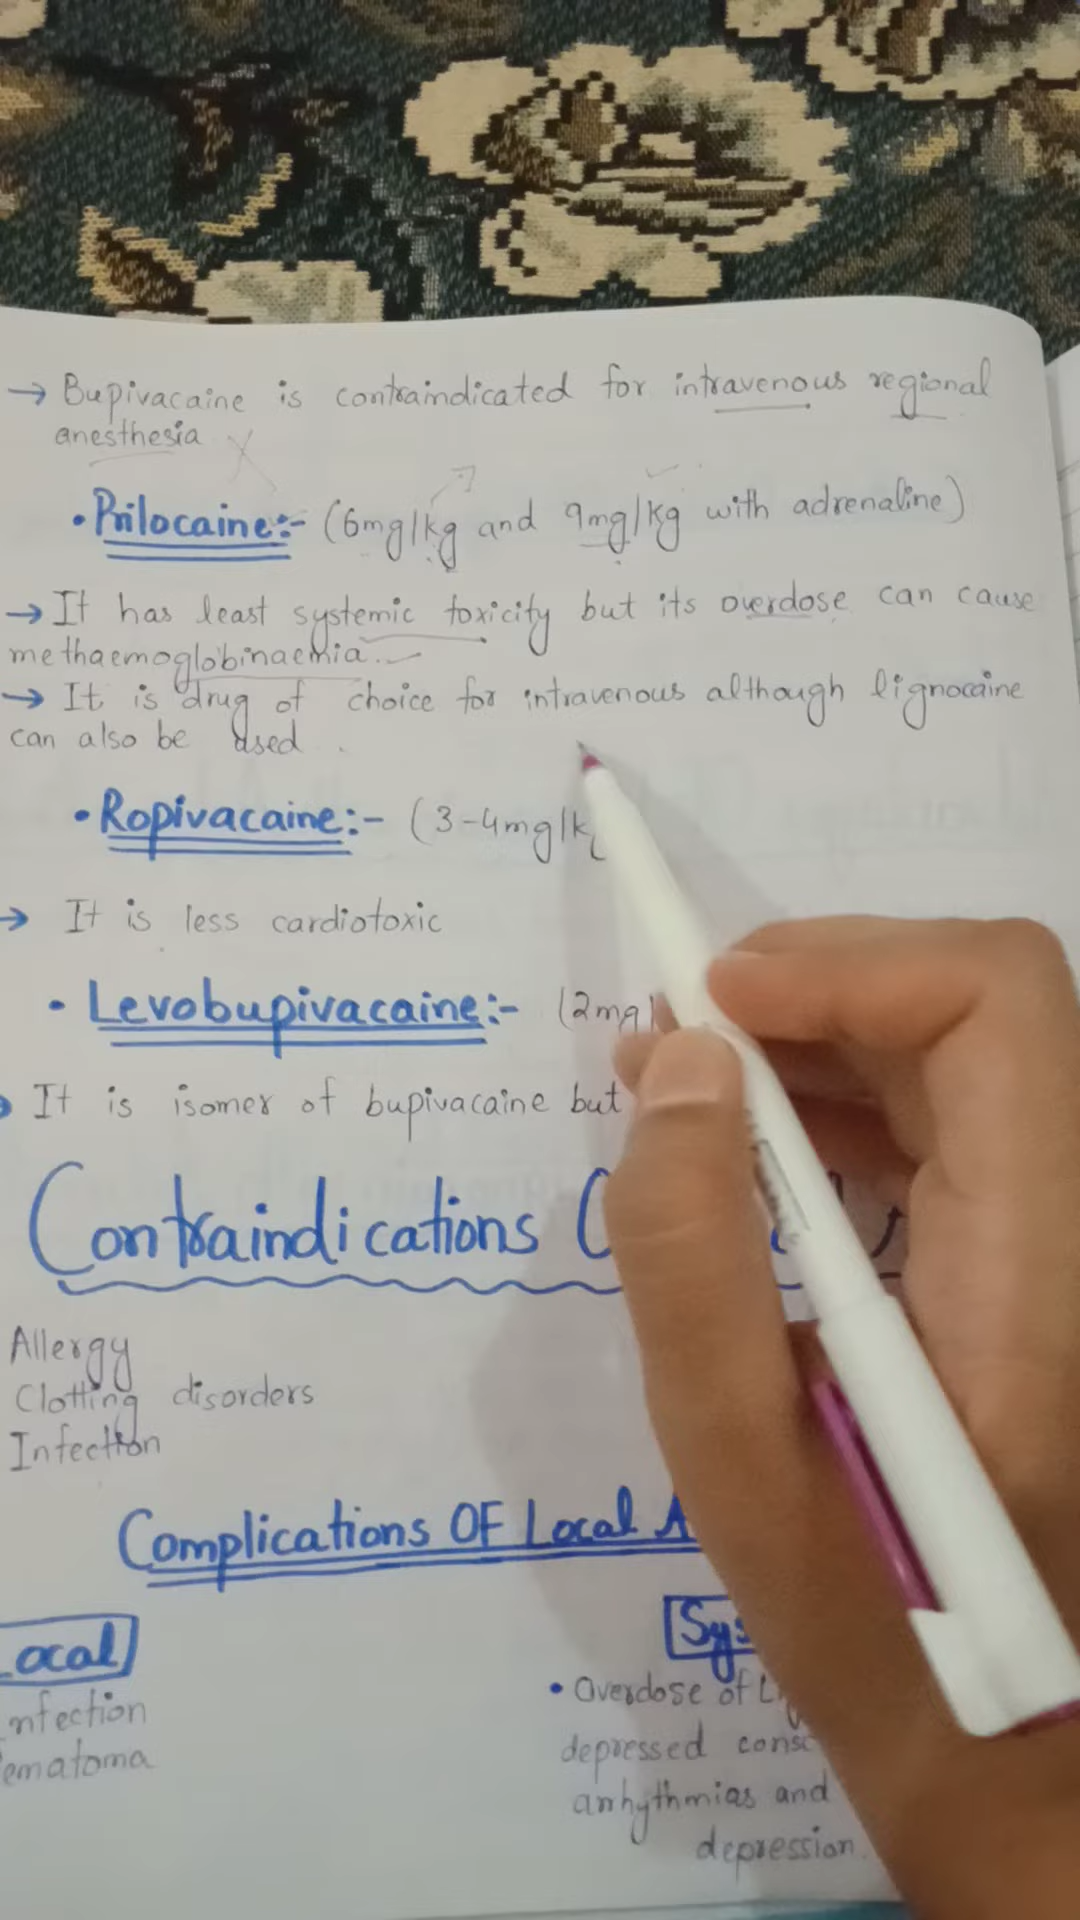 → Bupivacaine is contraindicated for intravenous regional
anesthesia
• Prilocaine:- (6mg/kg and 9mg/kg with adrenaline)
→ It has least systemic toxicity but its overdose can cause
methaemoglobinaemia.
→ It is drug of choice for intravenous although lignocaine
can also be used.
• Ropivacaine:- (3-4mg/k
→ It is less cardiotoxic
• Levobupivacaine:- (2mg/
It is isomer of bupivacaine but
Contraindications
Allergy
Clotting disorders
Infection
Complications OF Local A
ocal
nfection
ematoma
Sys
• Overdose of
depressed consc
arrhythmias and
depression.